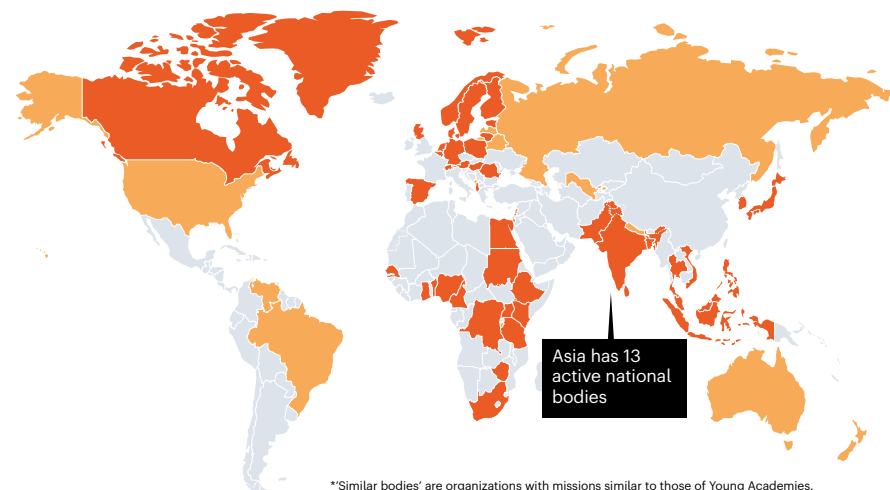 Asia has 13
active national
bodies
*‘Similar bodies’ are organizations with missions similar to those of Young Academies.